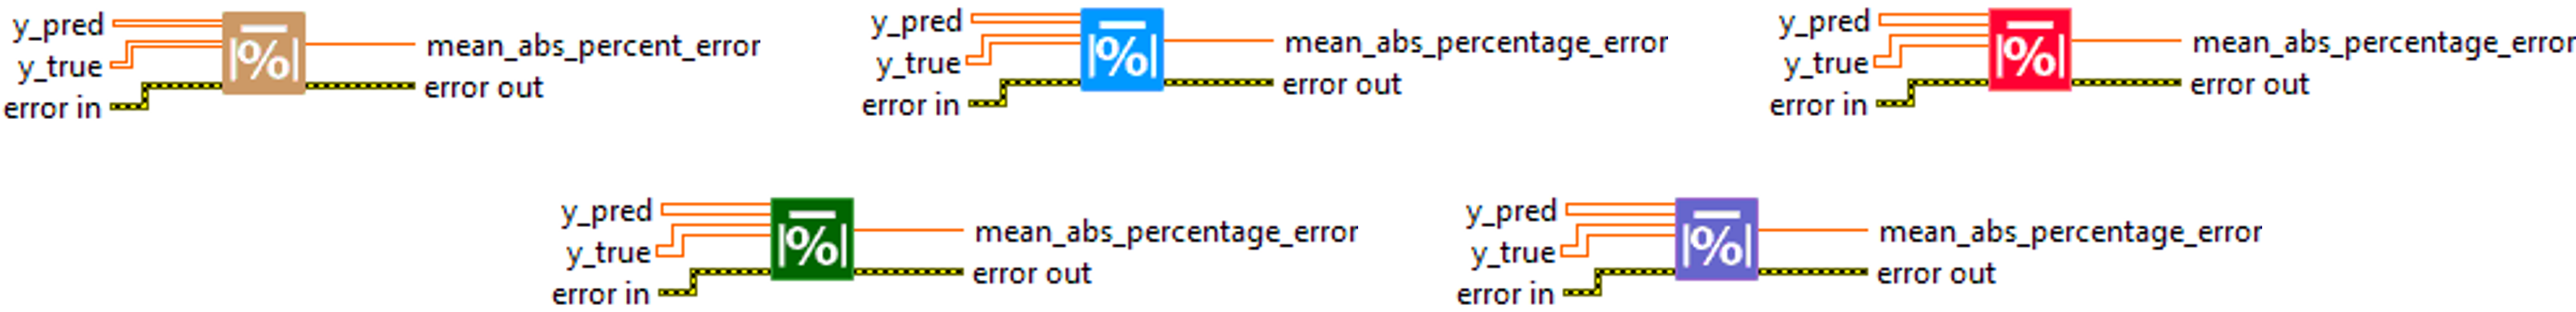 y_pred
y_true
error in
|%|
mean_abs_percent_error
error out
y_pred
y_true
error in
|%|
mean_abs_percentage_error
error out
y_pred
y_true
error in
|%|
mean_abs_percentage_error
error out
y_pred
y_true
error in
|%|
mean_abs_percentage_error
error out
y_pred
y_true
error in
|%|
mean_abs_percentage_error
error out